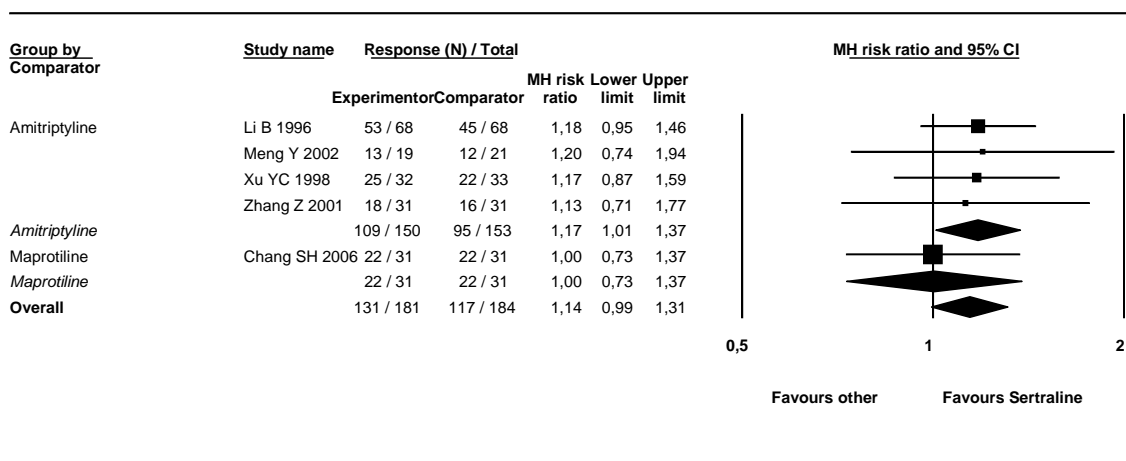 Group by Study name Response (N) / Total MH risk ratio and 95% CI
Comparator
MH risk Lower Upper
ExperimentorComparator ratio limit limit
Amitriptyline Li B 1996 53 / 68 45 / 68 1,18 0,95 1,46
Meng Y 2002 13 / 19 12 / 21 1,20 0,74 1,94
Xu YC 1998 25 / 32 22 / 33 1,17 0,87 1,59
Zhang Z 2001 18 / 31 16 / 31 1,13 0,71 1,77
Amitriptyline 109 / 150 95 / 153 1,17 1,01 1,37
Maprotiline Chang SH 2006 22 / 31 22 / 31 1,00 0,73 1,37
Maprotiline 22 / 31 22 / 31 1,00 0,73 1,37
Overall 131 / 181 117 / 184 1,14 0,99 1,31
0,5 1 2
Favours other Favours Sertraline